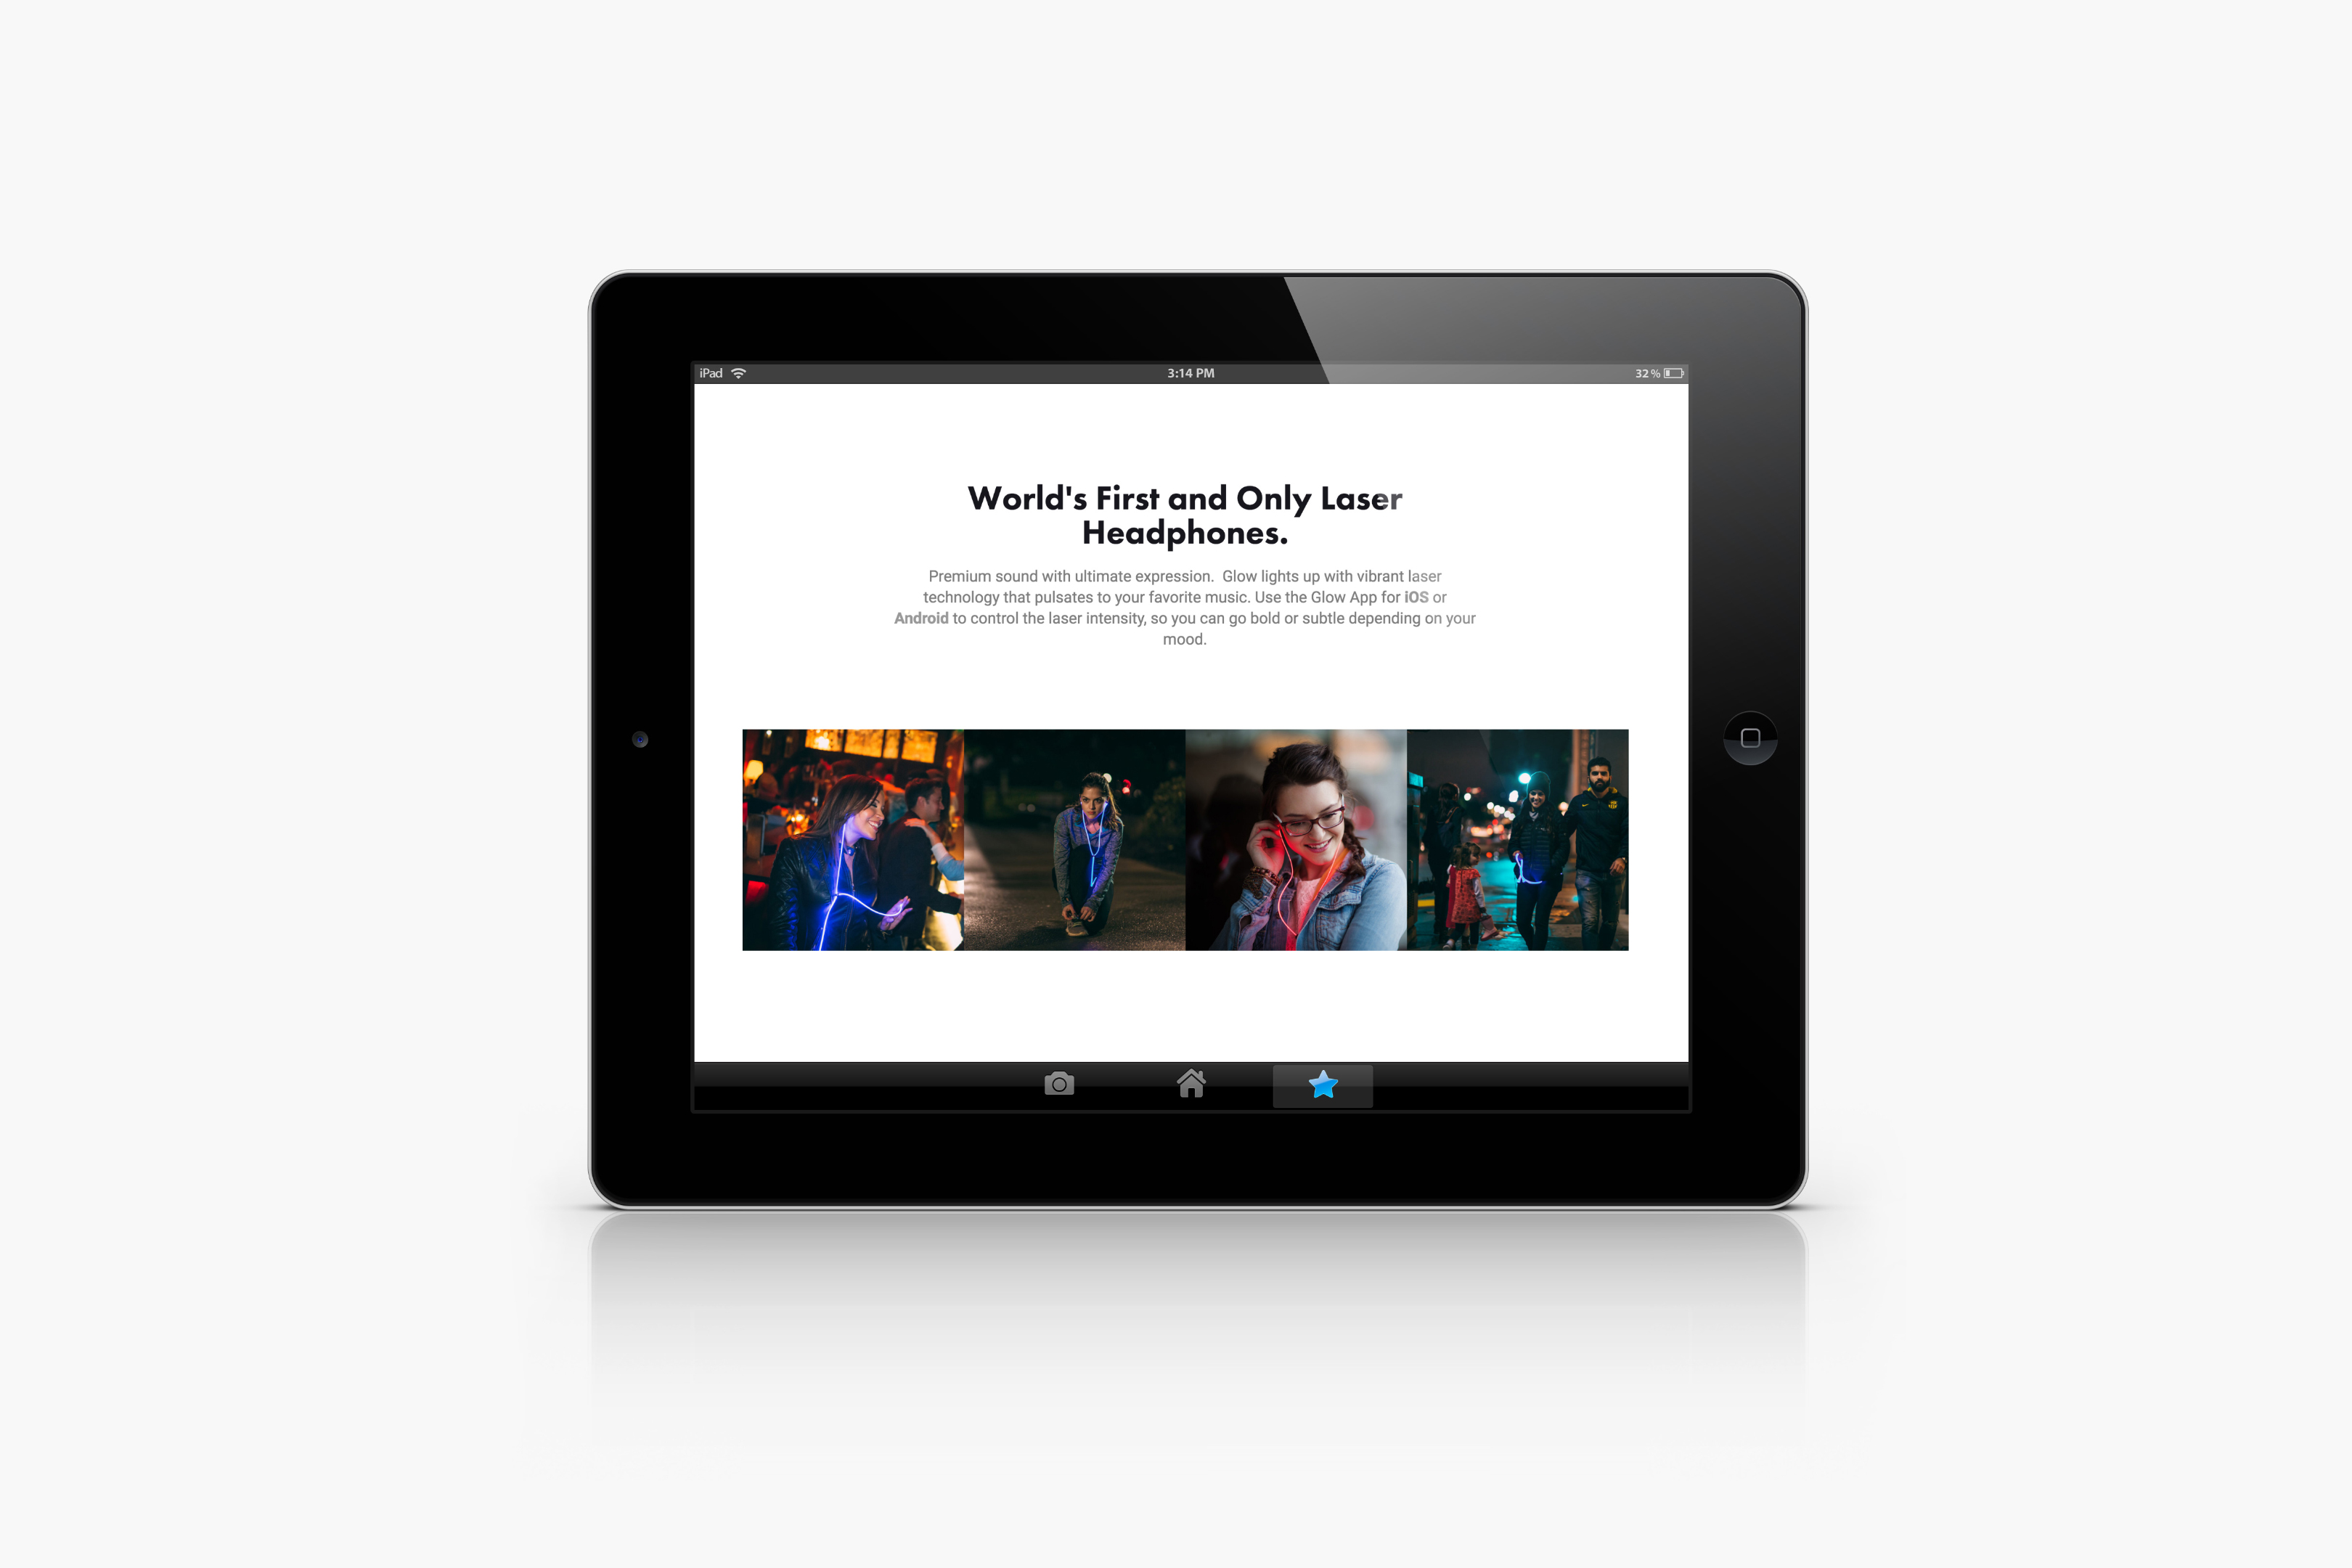 iPad 3:14 PM 32 %
World's First and Only Laser
Headphones.
Premium sound with ultimate expression.  Glow lights up with vibrant laser
technology that pulsates to your favorite music. Use the Glow App for iOS or
Android to control the laser intensity, so you can go bold or subtle depending on your
mood.